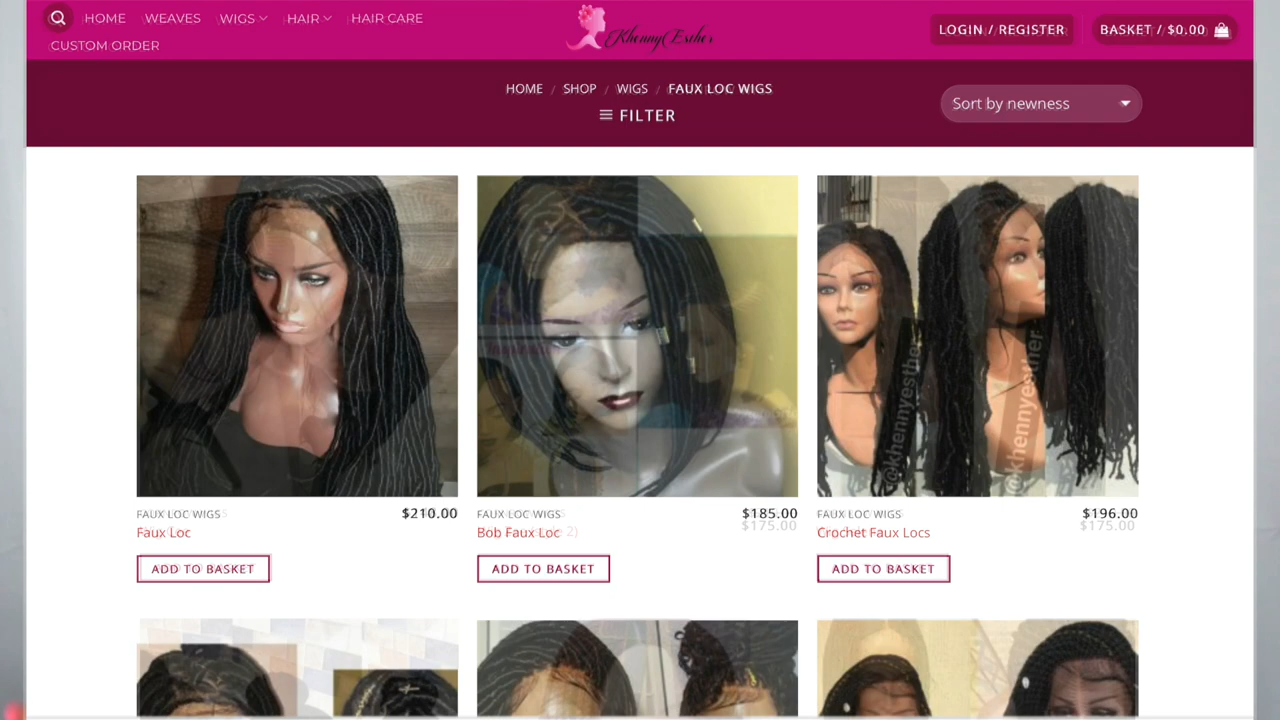 HOME WEAVES WIGS HAIR HAIR CARE
CUSTOM ORDER
KhennyEsther
LOGIN / REGISTER
BASKET / $0.00
HOME / SHOP / WIGS / FAUX LOC WIGS
FILTER
Sort by newness
@khennyesther
@khennyesther
FAUX LOC WIGS $210.00
Faux Loc
ADD TO BASKET
FAUX LOC WIGS $185.00
$175.00
Bob Faux Loc 2)
ADD TO BASKET
FAUX LOC WIGS $196.00
$175.00
Crochet Faux Locs
ADD TO BASKET